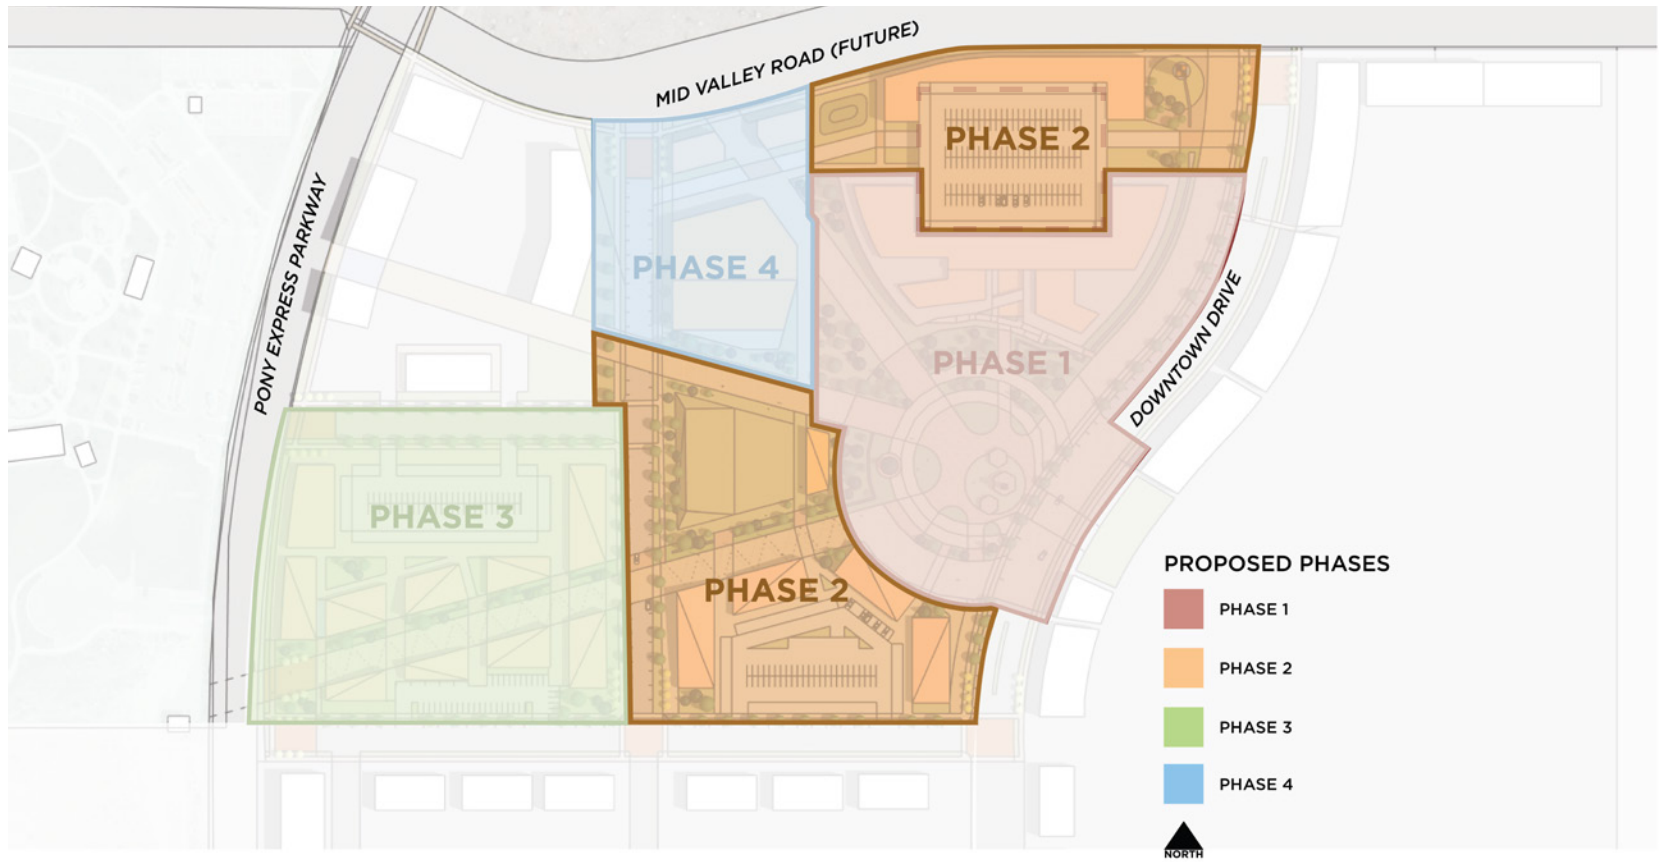 MID VALLEY ROAD (FUTURE)
PHASE 2
PONY EXPRESS PARKWAY
PHASE 4
DOWNTOWN DRIVE
PHASE 1
PHASE 3
PHASE 2
PROPOSED PHASES
PHASE 1
PHASE 2
PHASE 3
PHASE 4
NORTH